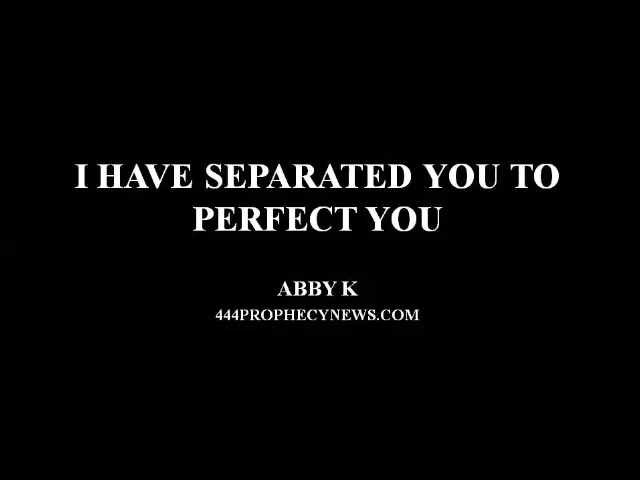 I HAVE SEPARATED YOU TO
PERFECT YOU
ABBY K
444PROPHECYNEWS.COM